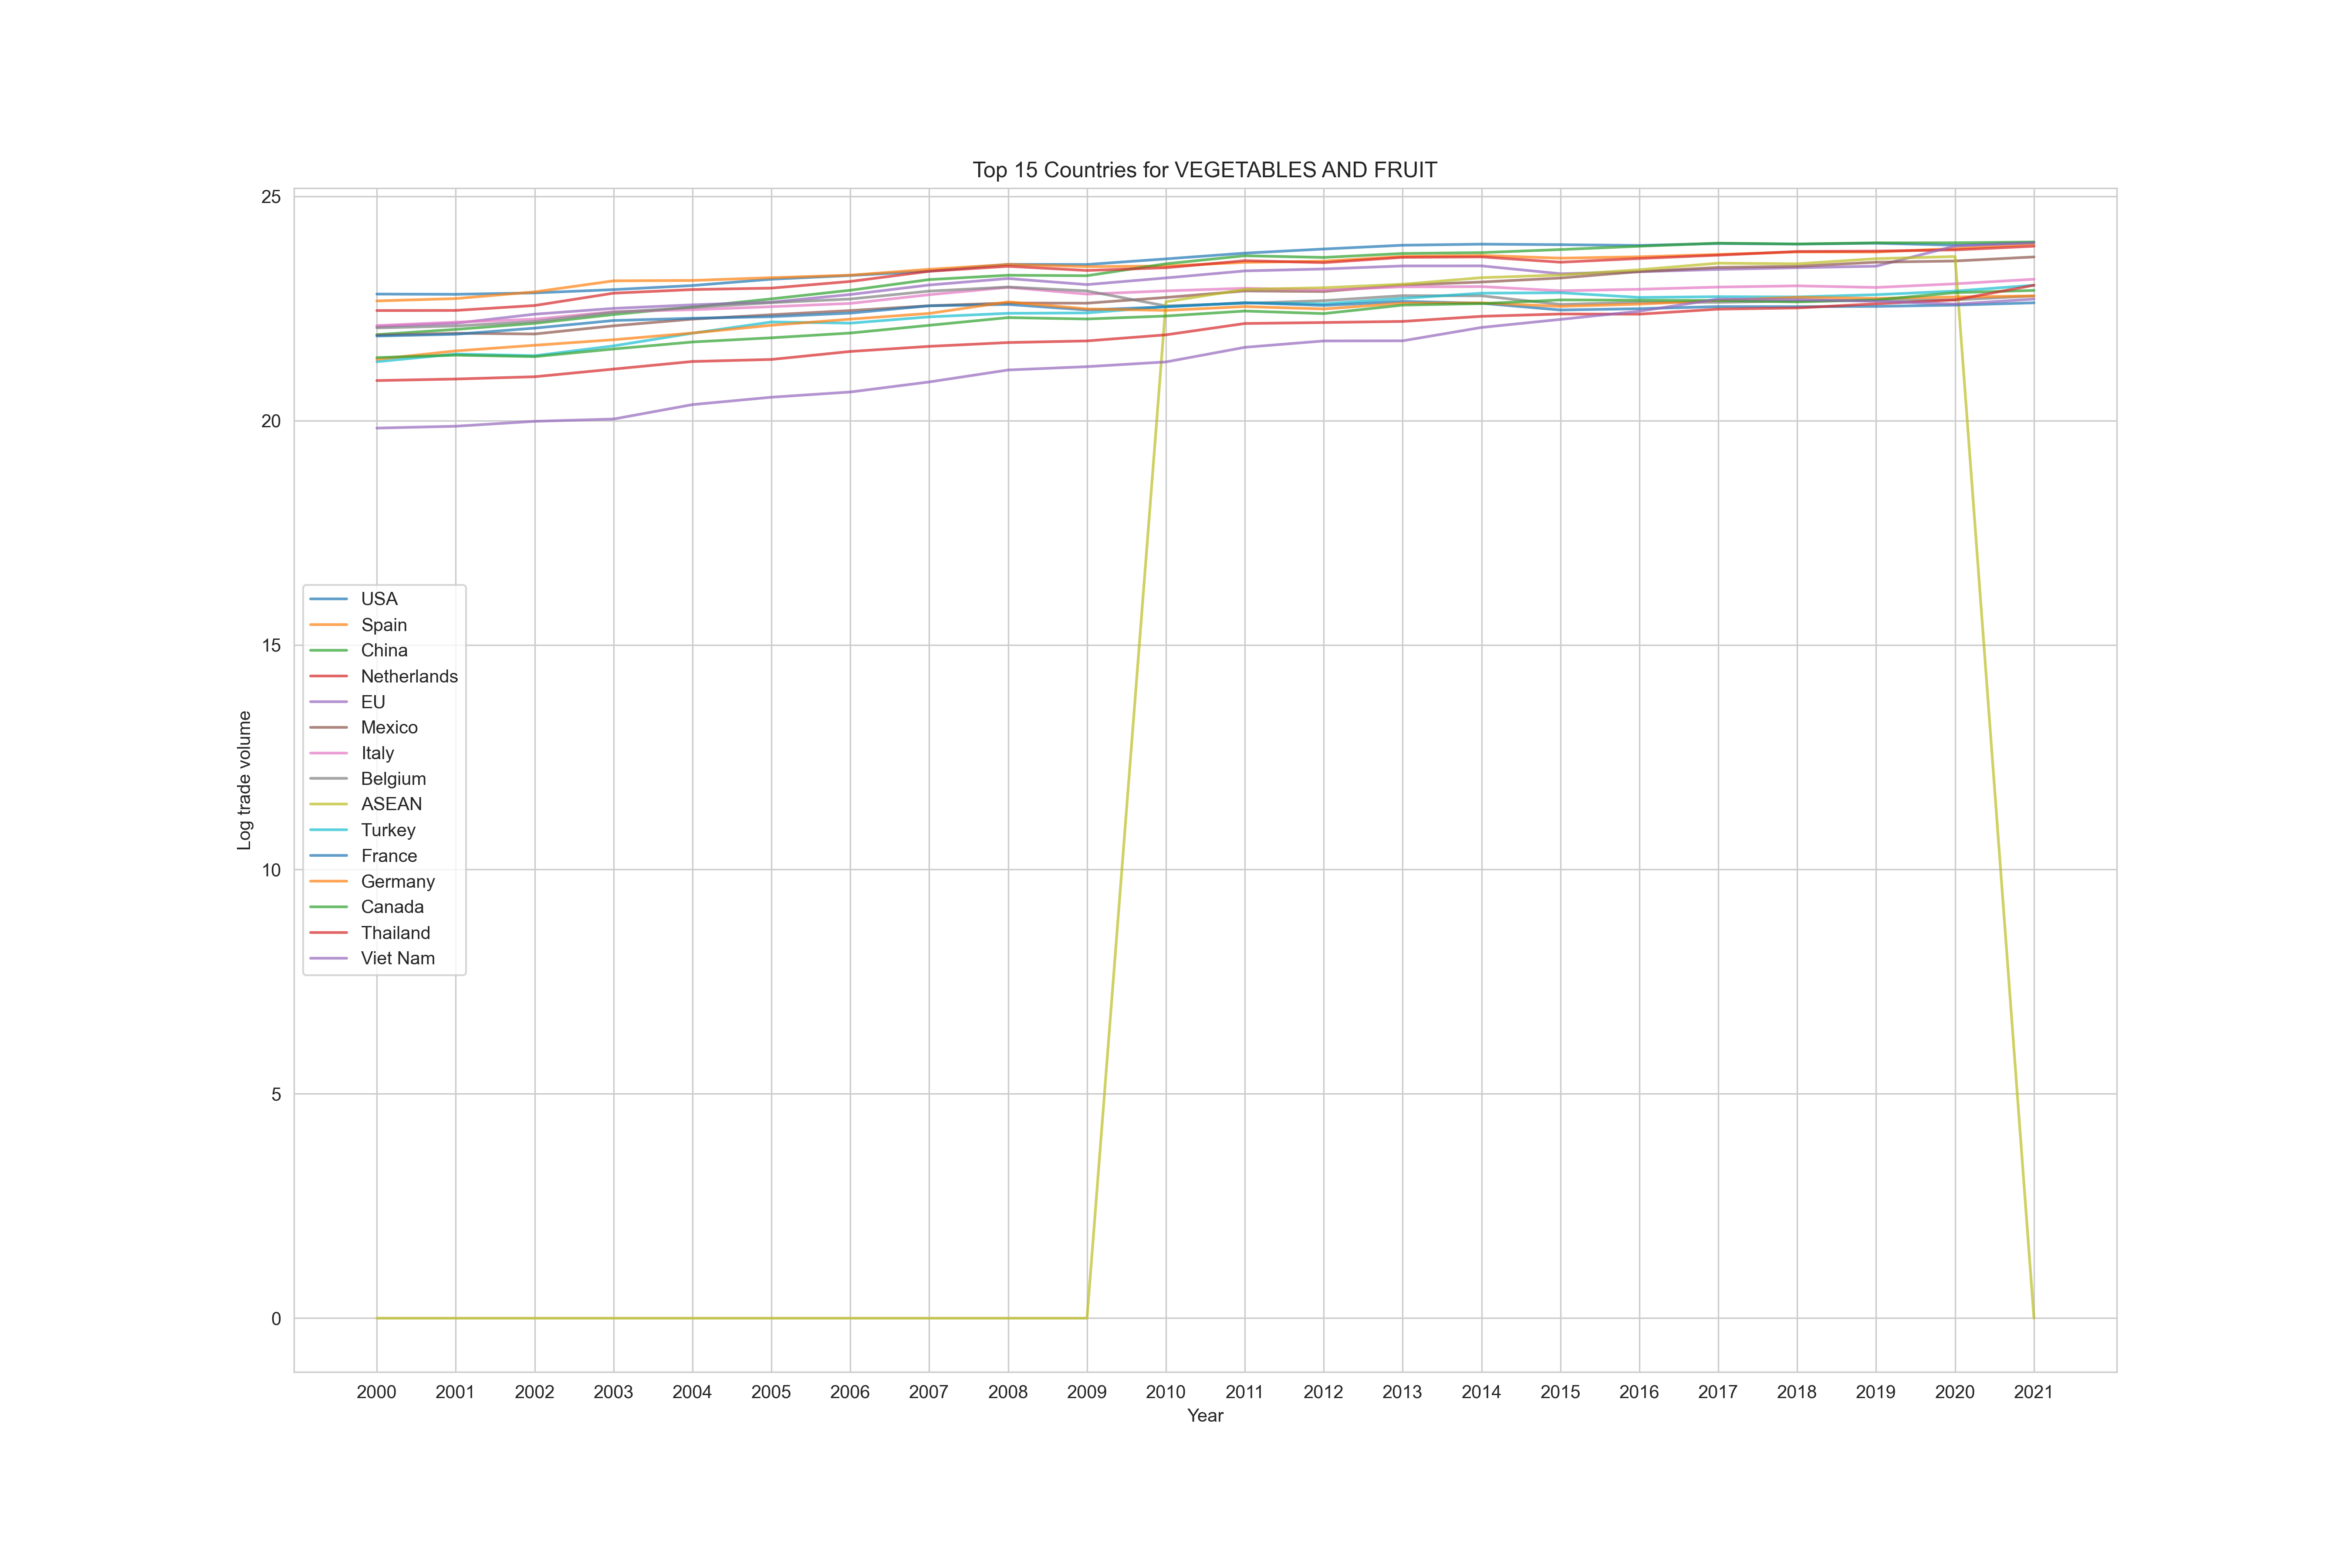 Top 15 Countries for VEGETABLES AND FRUIT
25
20
15
10
5
0
Log trade volume
USA
Spain
China
Netherlands
EU
Mexico
Italy
Belgium
ASEAN
Turkey
France
Germany
Canada
Thailand
Viet Nam
2000 2001 2002 2003 2004 2005 2006 2007 2008 2009 2010 2011 2012 2013 2014 2015 2016 2017 2018 2019 2020 2021
Year